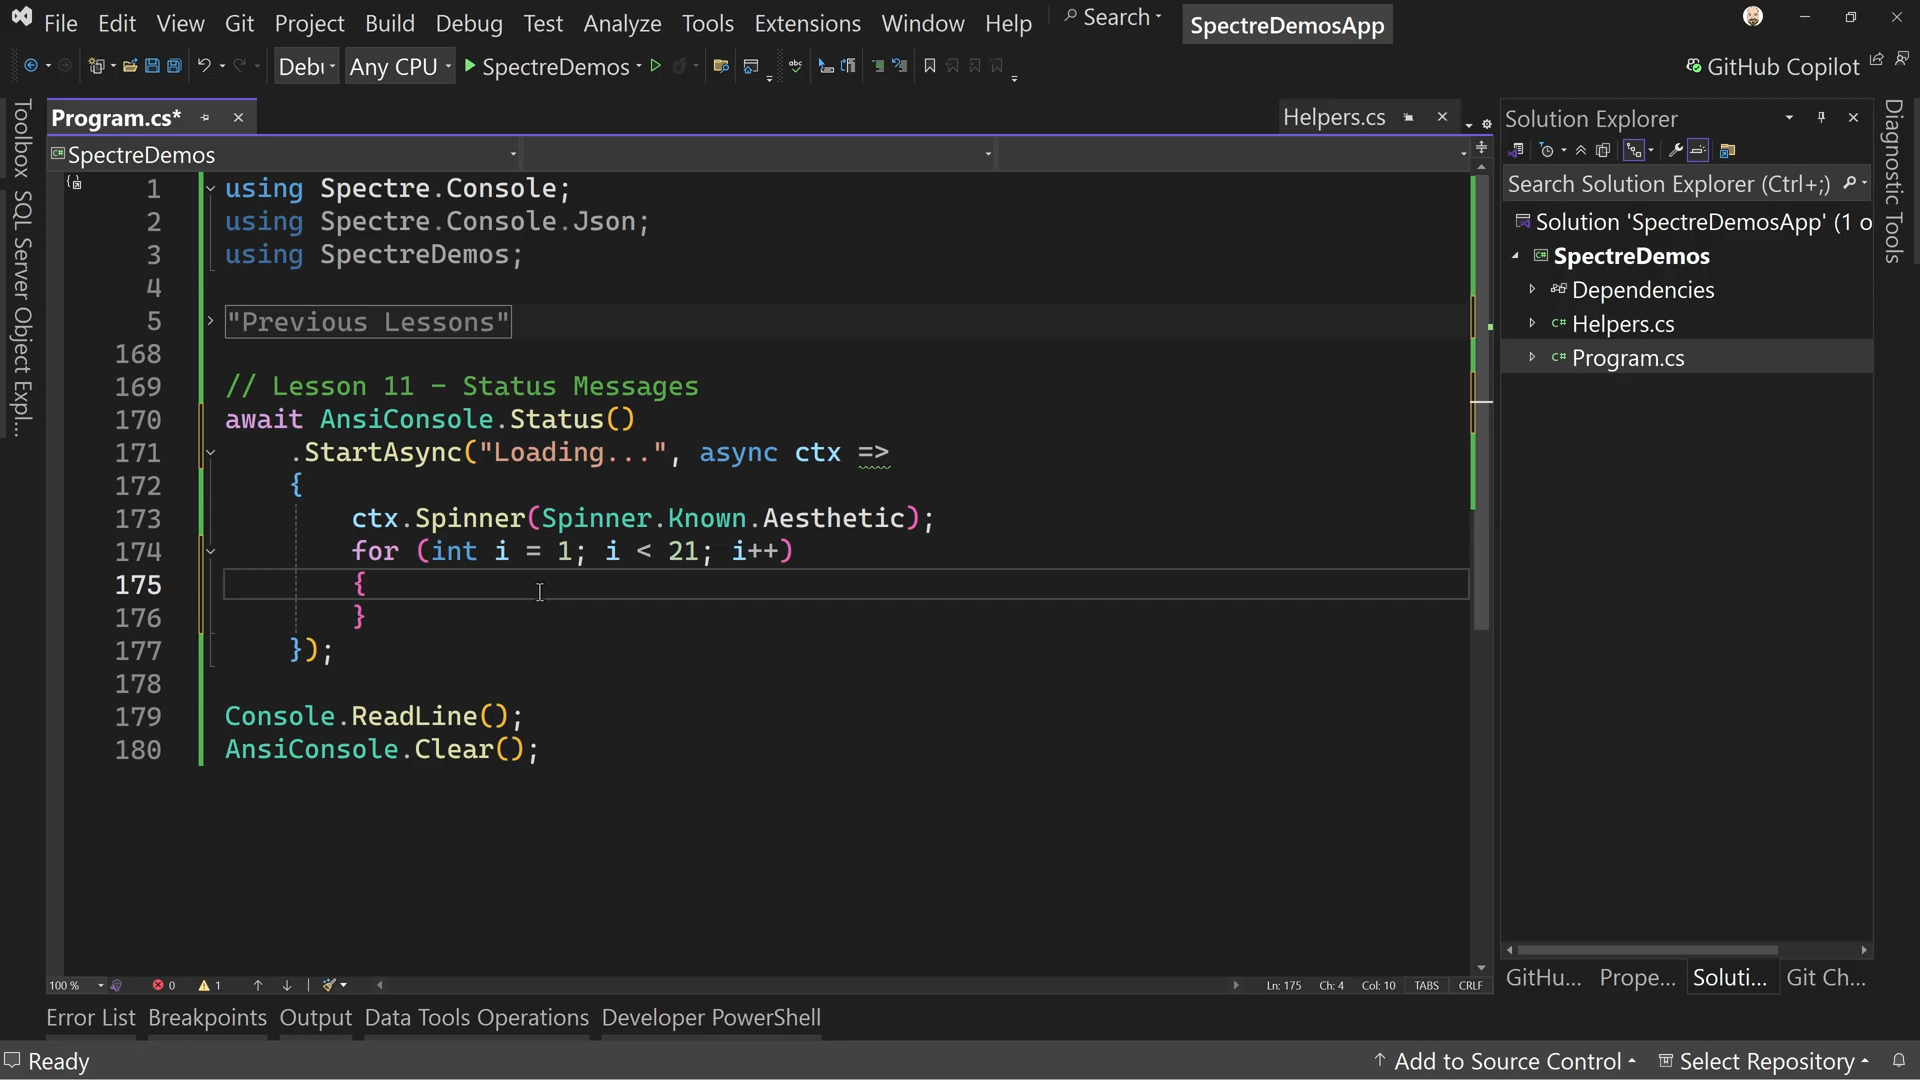 File Edit View Git Project Build Debug Test Analyze Tools Extensions Window Help Search SpectreDemosApp
Debu Any CPU SpectreDemos GitHub Copilot
Toolbox
SQL Server Object Expl...
Program.cs* Helpers.cs
SpectreDemos
1 using Spectre.Console;
2 using Spectre.Console.Json;
3 using SpectreDemos;
4
5 "Previous Lessons"
168
169 // Lesson 11 - Status Messages
170 await AnsiConsole.Status()
171 .StartAsync("Loading...", async ctx =>
172 {
173 ctx.Spinner(Spinner.Known.Aesthetic);
174 for (int i = 1; i < 21; i++)
175 {
176 }
177 });
178
179 Console.ReadLine();
180 AnsiConsole.Clear();
100 % 0 1 Ln: 175 Ch: 4 Col: 10 TABS CRLF
Solution Explorer
Search Solution Explorer (Ctrl+;)
Solution 'SpectreDemosApp' (1 o
SpectreDemos
Dependencies
Helpers.cs
Program.cs
GitHu... Prope... Soluti... Git Ch...
Diagnostic Tools
Error List Breakpoints Output Data Tools Operations Developer PowerShell
Ready Add to Source Control Select Repository